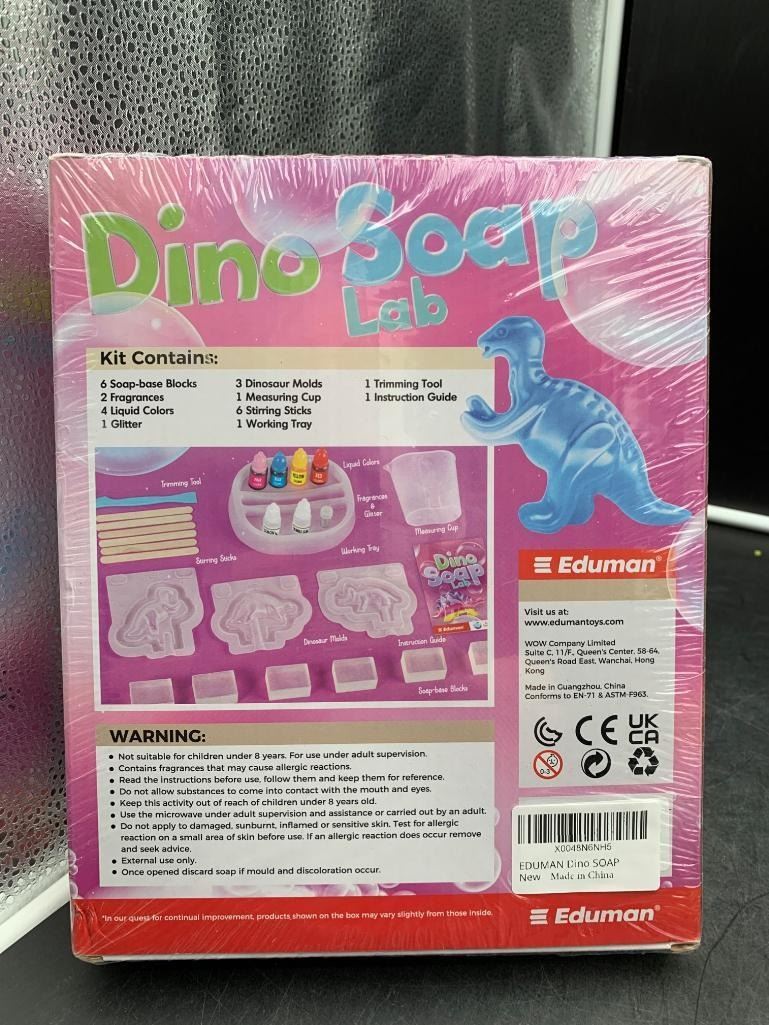 Dino Soap
Lab
Kit Contains:
6 Soap-base Blocks
2 Fragrances
4 Liquid Colors
1 Glitter
3 Dinosaur Molds
1 Measuring Cup
6 Stirring Sticks
1 Working Tray
1 Trimming Tool
1 Instruction Guide
Trimming Tool
Liquid Colors
Fragrances
&
Glitter
Measuring Cup
Stirring Sticks
Working Tray
Dino
Soap
Lab
Eduman
Dinosaur Molds
Instruction Guide
Soap-base Blocks
Eduman®
Visit us at:
www.edumantoys.com
WOW Company Limited
Suite C, 11/F., Queen's Center, 58-64,
Queen's Road East, Wanchai, Hong
Kong
Made in Guangzhou, China
Conforms to EN-71 & ASTM-F963.
CE
UK
CA
0-3
WARNING:
• Not suitable for children under 8 years. For use under adult supervision.
• Contains fragrances that may cause allergic reactions.
• Read the instructions before use, follow them and keep them for reference.
• Do not allow substances to come into contact with the mouth and eyes.
• Keep this activity out of reach of children under 8 years old.
• Use the microwave under adult supervision and assistance or carried out by an adult.
• Do not apply to damaged, sunburnt, inflamed or sensitive skin. Test for allergic
reaction on a small area of skin before use. If an allergic reaction does occur remove
and seek advice.
• External use only.
• Once opened discard soap if mould and discoloration occur.
X0048N6NH5
EDUMAN Dino SOAP
New Made in China
*In our quest for continual improvement, products shown on the box may vary slightly from those inside.
Eduman®